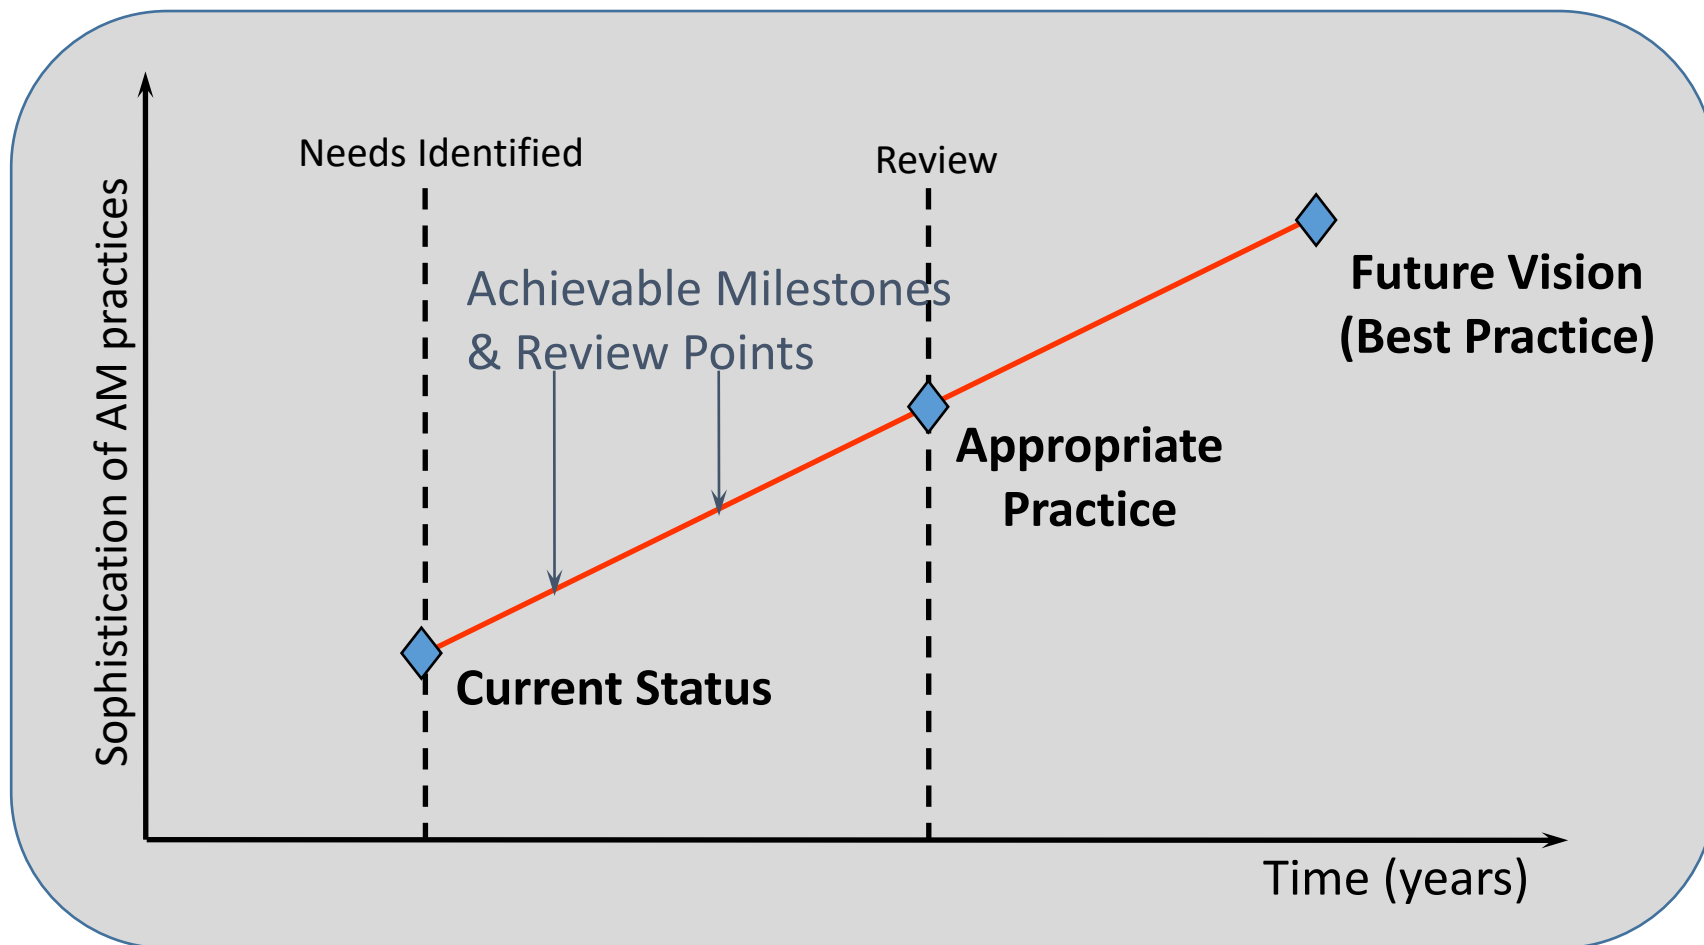 Needs Identified
Review
Sophistication of AM practices
Achievable Milestones
& Review Points
Future Vision
(Best Practice)
Appropriate
Practice
Current Status
Time (years)